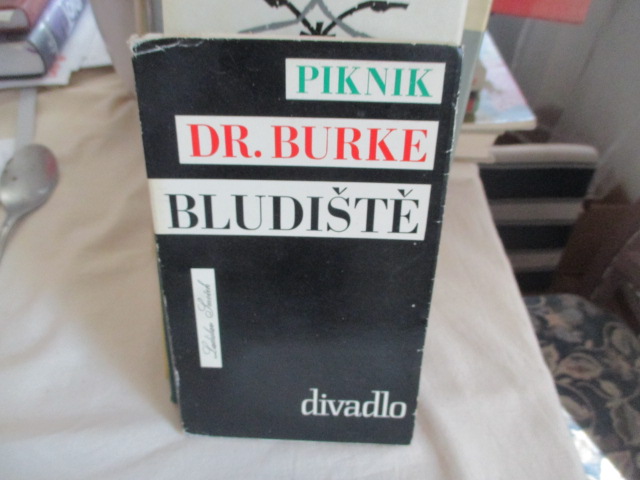 PIKNIK
DR. BURKE
BLUDIŠTĚ
Ladislav Smoček
divadlo